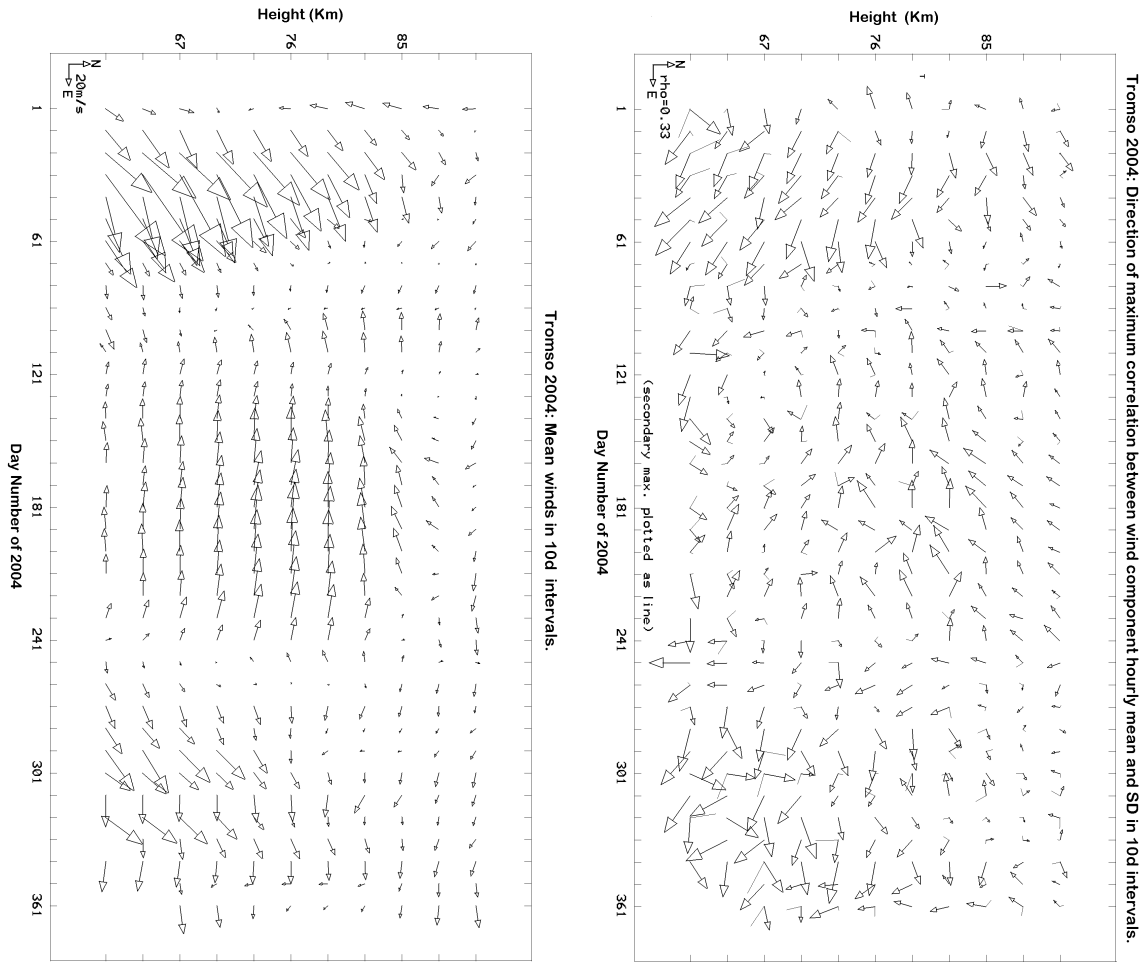 Tromso 2004: Direction of maximum correlation between wind component hourly mean and SD in 10d intervals.
Height (Km)
67
76
85
N
E
rho=0.33
1
61
121
181
241
301
361
(secondary max. plotted as line)
Day Number of 2004
Tromso 2004: Mean winds in 10d intervals.
Height (Km)
67
76
85
N
E
20m/s
1
61
121
181
241
301
361
Day Number of 2004